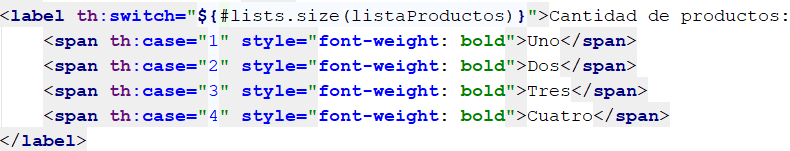 <label th:switch="${#lists.size(listaProductos)}">Cantidad de productos:
<span th:case="1" style="font-weight: bold">Uno</span>
<span th:case="2" style="font-weight: bold">Dos</span>
<span th:case="3" style="font-weight: bold">Tres</span>
<span th:case="4" style="font-weight: bold">Cuatro</span>
</label>